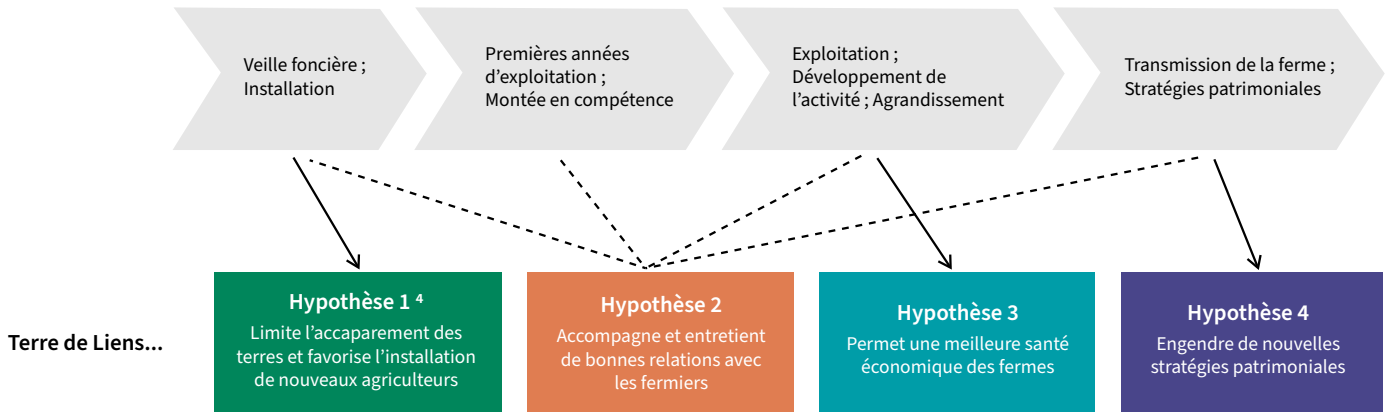 Veille foncière ;
Installation
Premières années
d’exploitation ;
Montée en compétence
Exploitation ;
Développement de
l’activité ; Agrandissement
Transmission de la ferme ;
Stratégies patrimoniales
Terre de Liens...
Hypothèse 1 ⁴
Limite l’accaparement des
terres et favorise l’installation
de nouveaux agriculteurs
Hypothèse 2
Accompagne et entretient
de bonnes relations avec
les fermiers
Hypothèse 3
Permet une meilleure santé
économique des fermes
Hypothèse 4
Engendre de nouvelles
stratégies patrimoniales